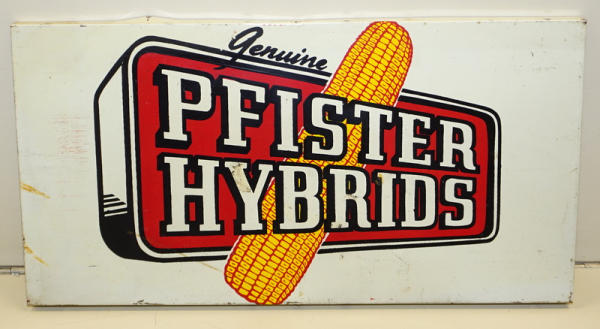 Genuine
PFISTER
HYBRIDS